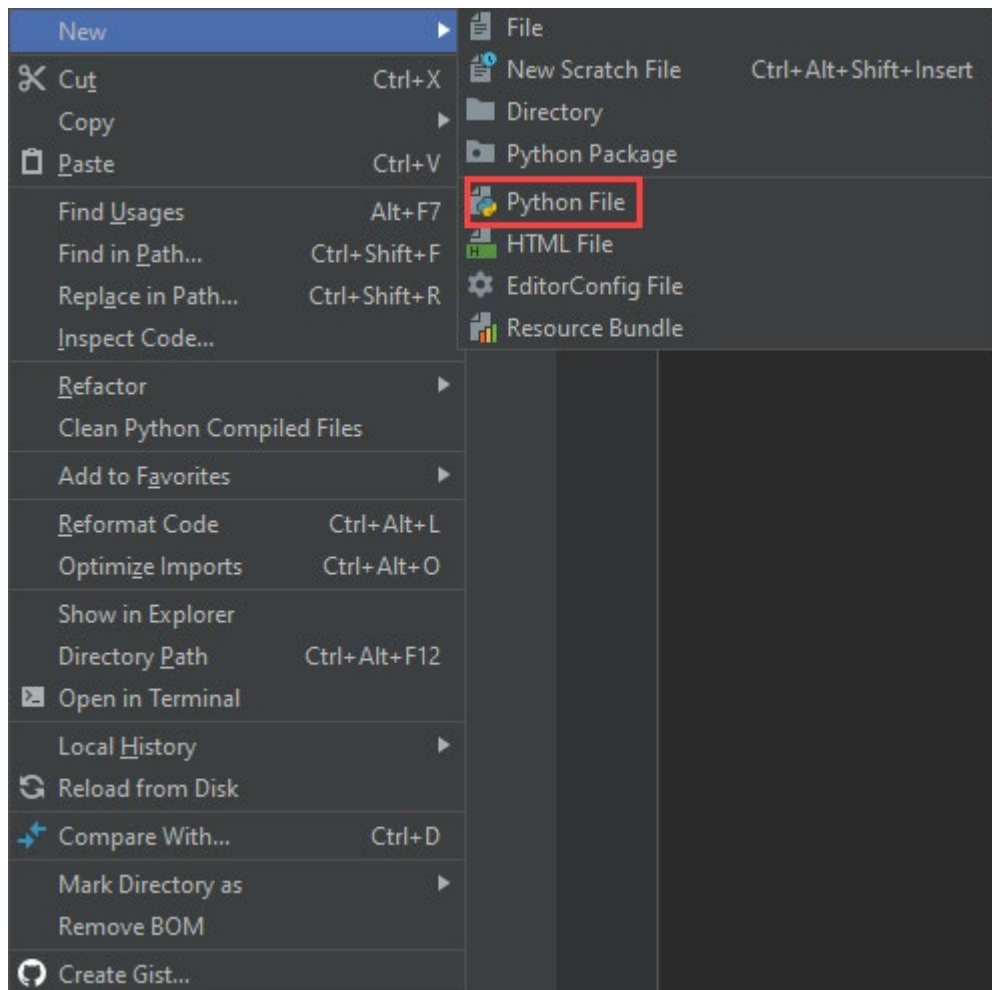 New
Cut Ctrl+X
Copy
Paste Ctrl+V
Find Usages Alt+F7
Find in Path... Ctrl+Shift+F
Replace in Path... Ctrl+Shift+R
Inspect Code...
Refactor
Clean Python Compiled Files
Add to Favorites
Reformat Code Ctrl+Alt+L
Optimize Imports Ctrl+Alt+O
Show in Explorer
Directory Path Ctrl+Alt+F12
Open in Terminal
Local History
Reload from Disk
Compare With... Ctrl+D
Mark Directory as
Remove BOM
Create Gist...
File
New Scratch File Ctrl+Alt+Shift+Insert
Directory
Python Package
Python File
H HTML File
EditorConfig File
Resource Bundle